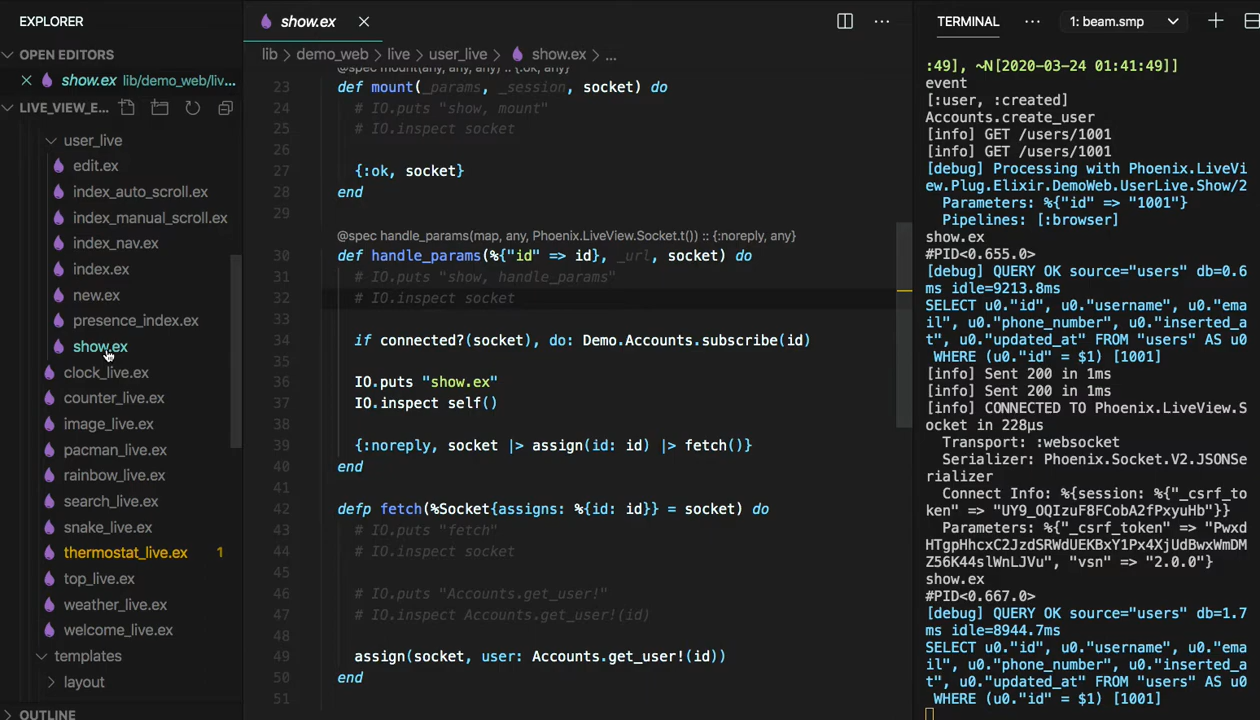 EXPLORER
OPEN EDITORS
show.ex lib/demo_web/liv...
LIVE_VIEW_E...
user_live
edit.ex
index_auto_scroll.ex
index_manual_scroll.ex
index_nav.ex
index.ex
new.ex
presence_index.ex
show.ex
clock_live.ex
counter_live.ex
image_live.ex
pacman_live.ex
rainbow_live.ex
search_live.ex
snake_live.ex
thermostat_live.ex 1
top_live.ex
weather_live.ex
welcome_live.ex
templates
layout
OUTLINE
show.ex
lib > demo_web > live > user_live > show.ex > ...
@spec mount(any, any, any) :: {:ok, any}
23 def mount(_params, _session, socket) do
24 # IO.puts "show, mount"
25 # IO.inspect socket
26
27 {:ok, socket}
28 end
29
@spec handle_params(map, any, Phoenix.LiveView.Socket.t()) :: {:noreply, any}
30 def handle_params(%{"id" => id}, _url, socket) do
31 # IO.puts "show, handle_params"
32 # IO.inspect socket
33
34 if connected?(socket), do: Demo.Accounts.subscribe(id)
35
36 IO.puts "show.ex"
37 IO.inspect self()
38
39 {:noreply, socket |> assign(id: id) |> fetch()}
40 end
41
42 defp fetch(%Socket{assigns: %{id: id}} = socket) do
43 # IO.puts "fetch"
44 # IO.inspect socket
45
46 # IO.puts "Accounts.get_user!"
47 # IO.inspect Accounts.get_user!(id)
48
49 assign(socket, user: Accounts.get_user!(id))
50 end
51
TERMINAL ... 1: beam.smp
:49], ~N[2020-03-24 01:41:49]]
event
[:user, :created]
Accounts.create_user
[info] GET /users/1001
[info] GET /users/1001
[debug] Processing with Phoenix.LiveVi
ew.Plug.Elixir.DemoWeb.UserLive.Show/2
Parameters: %{"id" => "1001"}
Pipelines: [:browser]
show.ex
#PID<0.655.0>
[debug] QUERY OK source="users" db=0.6
ms idle=9213.8ms
SELECT u0."id", u0."username", u0."ema
il", u0."phone_number", u0."inserted_a
t", u0."updated_at" FROM "users" AS u0
WHERE (u0."id" = $1) [1001]
[info] Sent 200 in 1ms
[info] Sent 200 in 1ms
[info] CONNECTED TO Phoenix.LiveView.S
ocket in 228µs
Transport: :websocket
Serializer: Phoenix.Socket.V2.JSONSe
rializer
Connect Info: %{session: %{"_csrf_to
ken" => "UY9_OQIzuF8FCobA2fPxyuHb"}}
Parameters: %{"_csrf_token" => "Pwxd
HTgpHhcxC2JzdSRWdUEKBxY1Px4XjUdBwxWmDM
Z56K44slWnLJVu", "vsn" => "2.0.0"}
show.ex
#PID<0.667.0>
[debug] QUERY OK source="users" db=1.7
ms idle=8944.7ms
SELECT u0."id", u0."username", u0."ema
il", u0."phone_number", u0."inserted_a
t", u0."updated_at" FROM "users" AS u0
WHERE (u0."id" = $1) [1001]